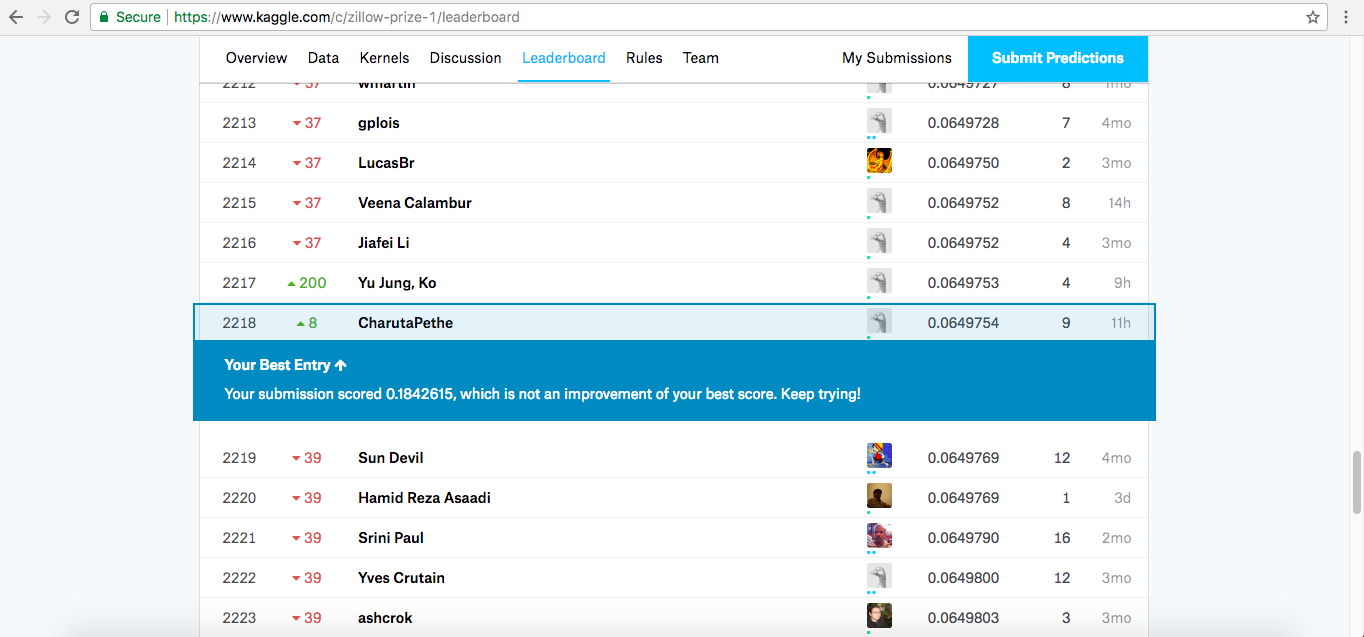 Secure https://www.kaggle.com/c/zillow-prize-1/leaderboard
Overview Data Kernels Discussion Leaderboard Rules Team My Submissions Submit Predictions
2212 37 wmartin 0.0649727 8 1mo
2213 37 gplois 0.0649728 7 4mo
2214 37 LucasBr 0.0649750 2 3mo
2215 37 Veena Calambur 0.0649752 8 14h
2216 37 Jiafei Li 0.0649752 4 3mo
2217 200 Yu Jung, Ko 0.0649753 4 9h
2218 8 CharutaPethe 0.0649754 9 11h
Your Best Entry
Your submission scored 0.1842615, which is not an improvement of your best score. Keep trying!
2219 39 Sun Devil 0.0649769 12 4mo
2220 39 Hamid Reza Asaadi 0.0649769 1 3d
2221 39 Srini Paul 0.0649790 16 2mo
2222 39 Yves Crutain 0.0649800 12 3mo
2223 39 ashcrok 0.0649803 3 3mo